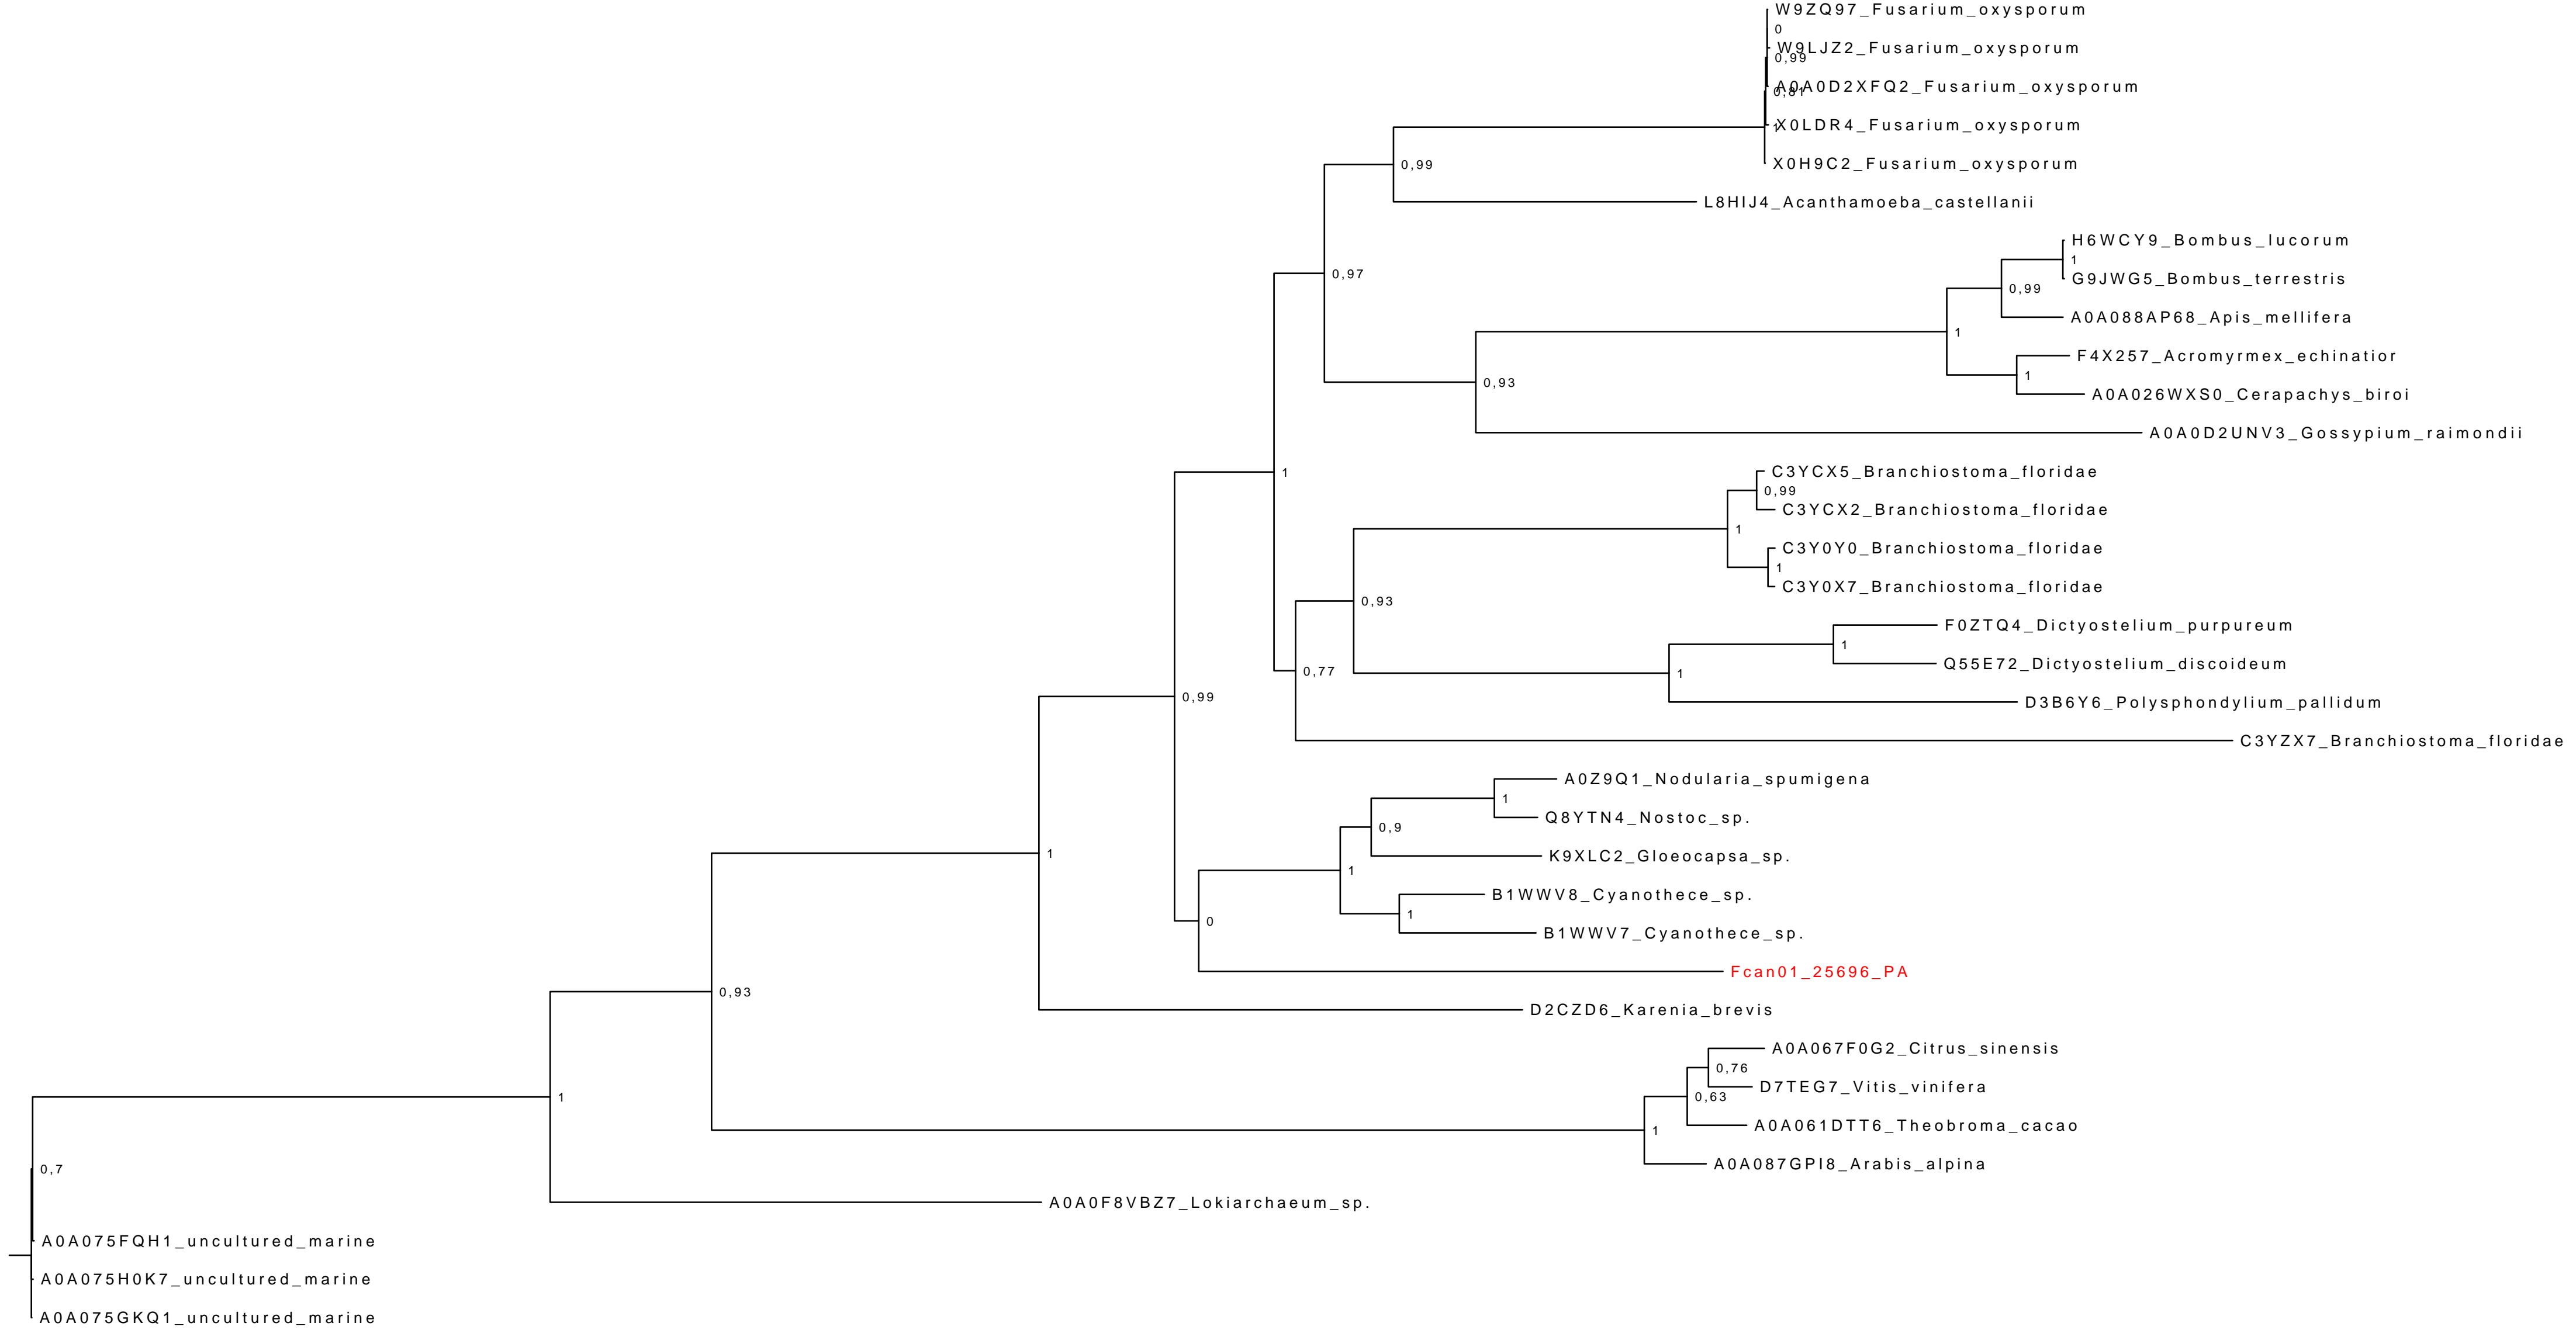 W9ZQ97_Fusarium_oxysporum
0
W9LJZ2_Fusarium_oxysporum
0,99
A0A0D2XFQ2_Fusarium_oxysporum
0,81
X0LDR4_Fusarium_oxysporum
1
X0H9C2_Fusarium_oxysporum
0,99
L8HIJ4_Acanthamoeba_castellanii
H6WCY9_Bombus_lucorum
1
0,97
G9JWG5_Bombus_terrestris
0,99
A0A088AP68_Apis_mellifera
1
F4X257_Acromyrmex_echinatior
1
0,93
A0A026WXS0_Cerapachys_biroi
A0A0D2UNV3_Gossypium_raimondii
C3YCX5_Branchiostoma_floridae
1
0,99
C3YCX2_Branchiostoma_floridae
1
C3Y0Y0_Branchiostoma_floridae
1
C3Y0X7_Branchiostoma_floridae
0,93
F0ZTQ4_Dictyostelium_purpureum
1
Q55E72_Dictyostelium_discoideum
0,77
1
0,99
D3B6Y6_Polysphondylium_pallidum
C3YZX7_Branchiostoma_floridae
A0Z9Q1_Nodularia_spumigena
1
Q8YTN4_Nostoc_sp.
0,9
1
K9XLC2_Gloeocapsa_sp.
1
B1WWV8_Cyanothece_sp.
1
0
B1WWV7_Cyanothece_sp.
Fcan01_25696_PA
0,93
D2CZD6_Karenia_brevis
A0A067F0G2_Citrus_sinensis
0,76
D7TEG7_Vitis_vinifera
1
0,63
A0A061DTT6_Theobroma_cacao
1
A0A087GPI8_Arabis_alpina
0,7
A0A0F8VBZ7_Lokiarchaeum_sp.
A0A075FQH1_uncultured_marine
A0A075H0K7_uncultured_marine
A0A075GKQ1_uncultured_marine